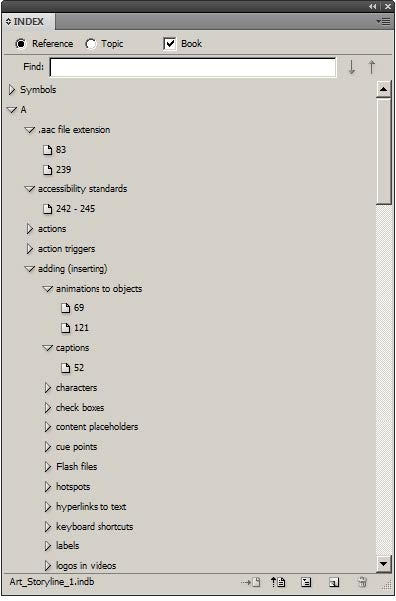 INDEX
Reference Topic Book
Find:
Symbols
A
.aac file extension
83
239
accessibility standards
242 - 245
actions
action triggers
adding (inserting)
animations to objects
69
121
captions
52
characters
check boxes
content placeholders
cue points
Flash files
hotspots
hyperlinks to text
keyboard shortcuts
labels
logos in videos
Art_Storyline_1.indb